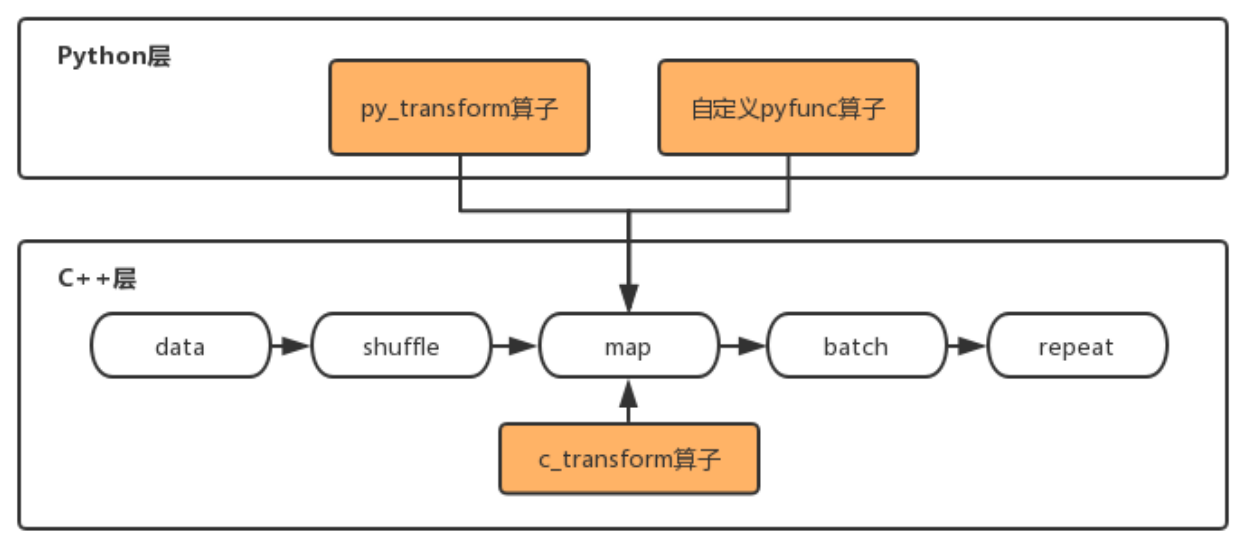 Python层
py_transform算子
自定义pyfunc算子
C++层
data
shuffle
map
batch
repeat
c_transform算子